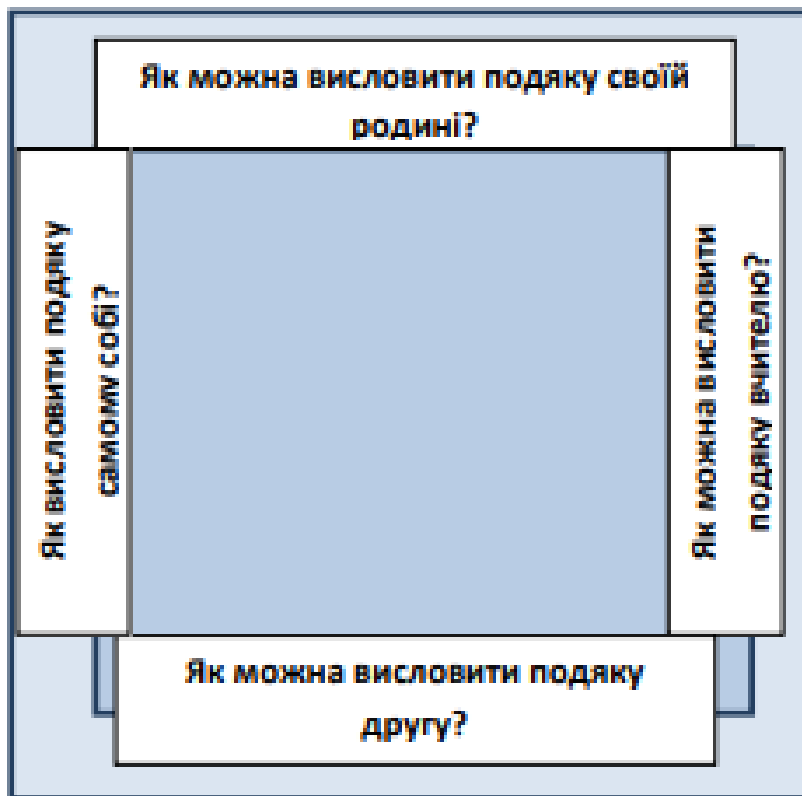 Як можна висловити подяку своїй
родині?
Як висловити подяку
самому собі?
Як можна висловити
подяку вчителю?
Як можна висловити подяку
другу?